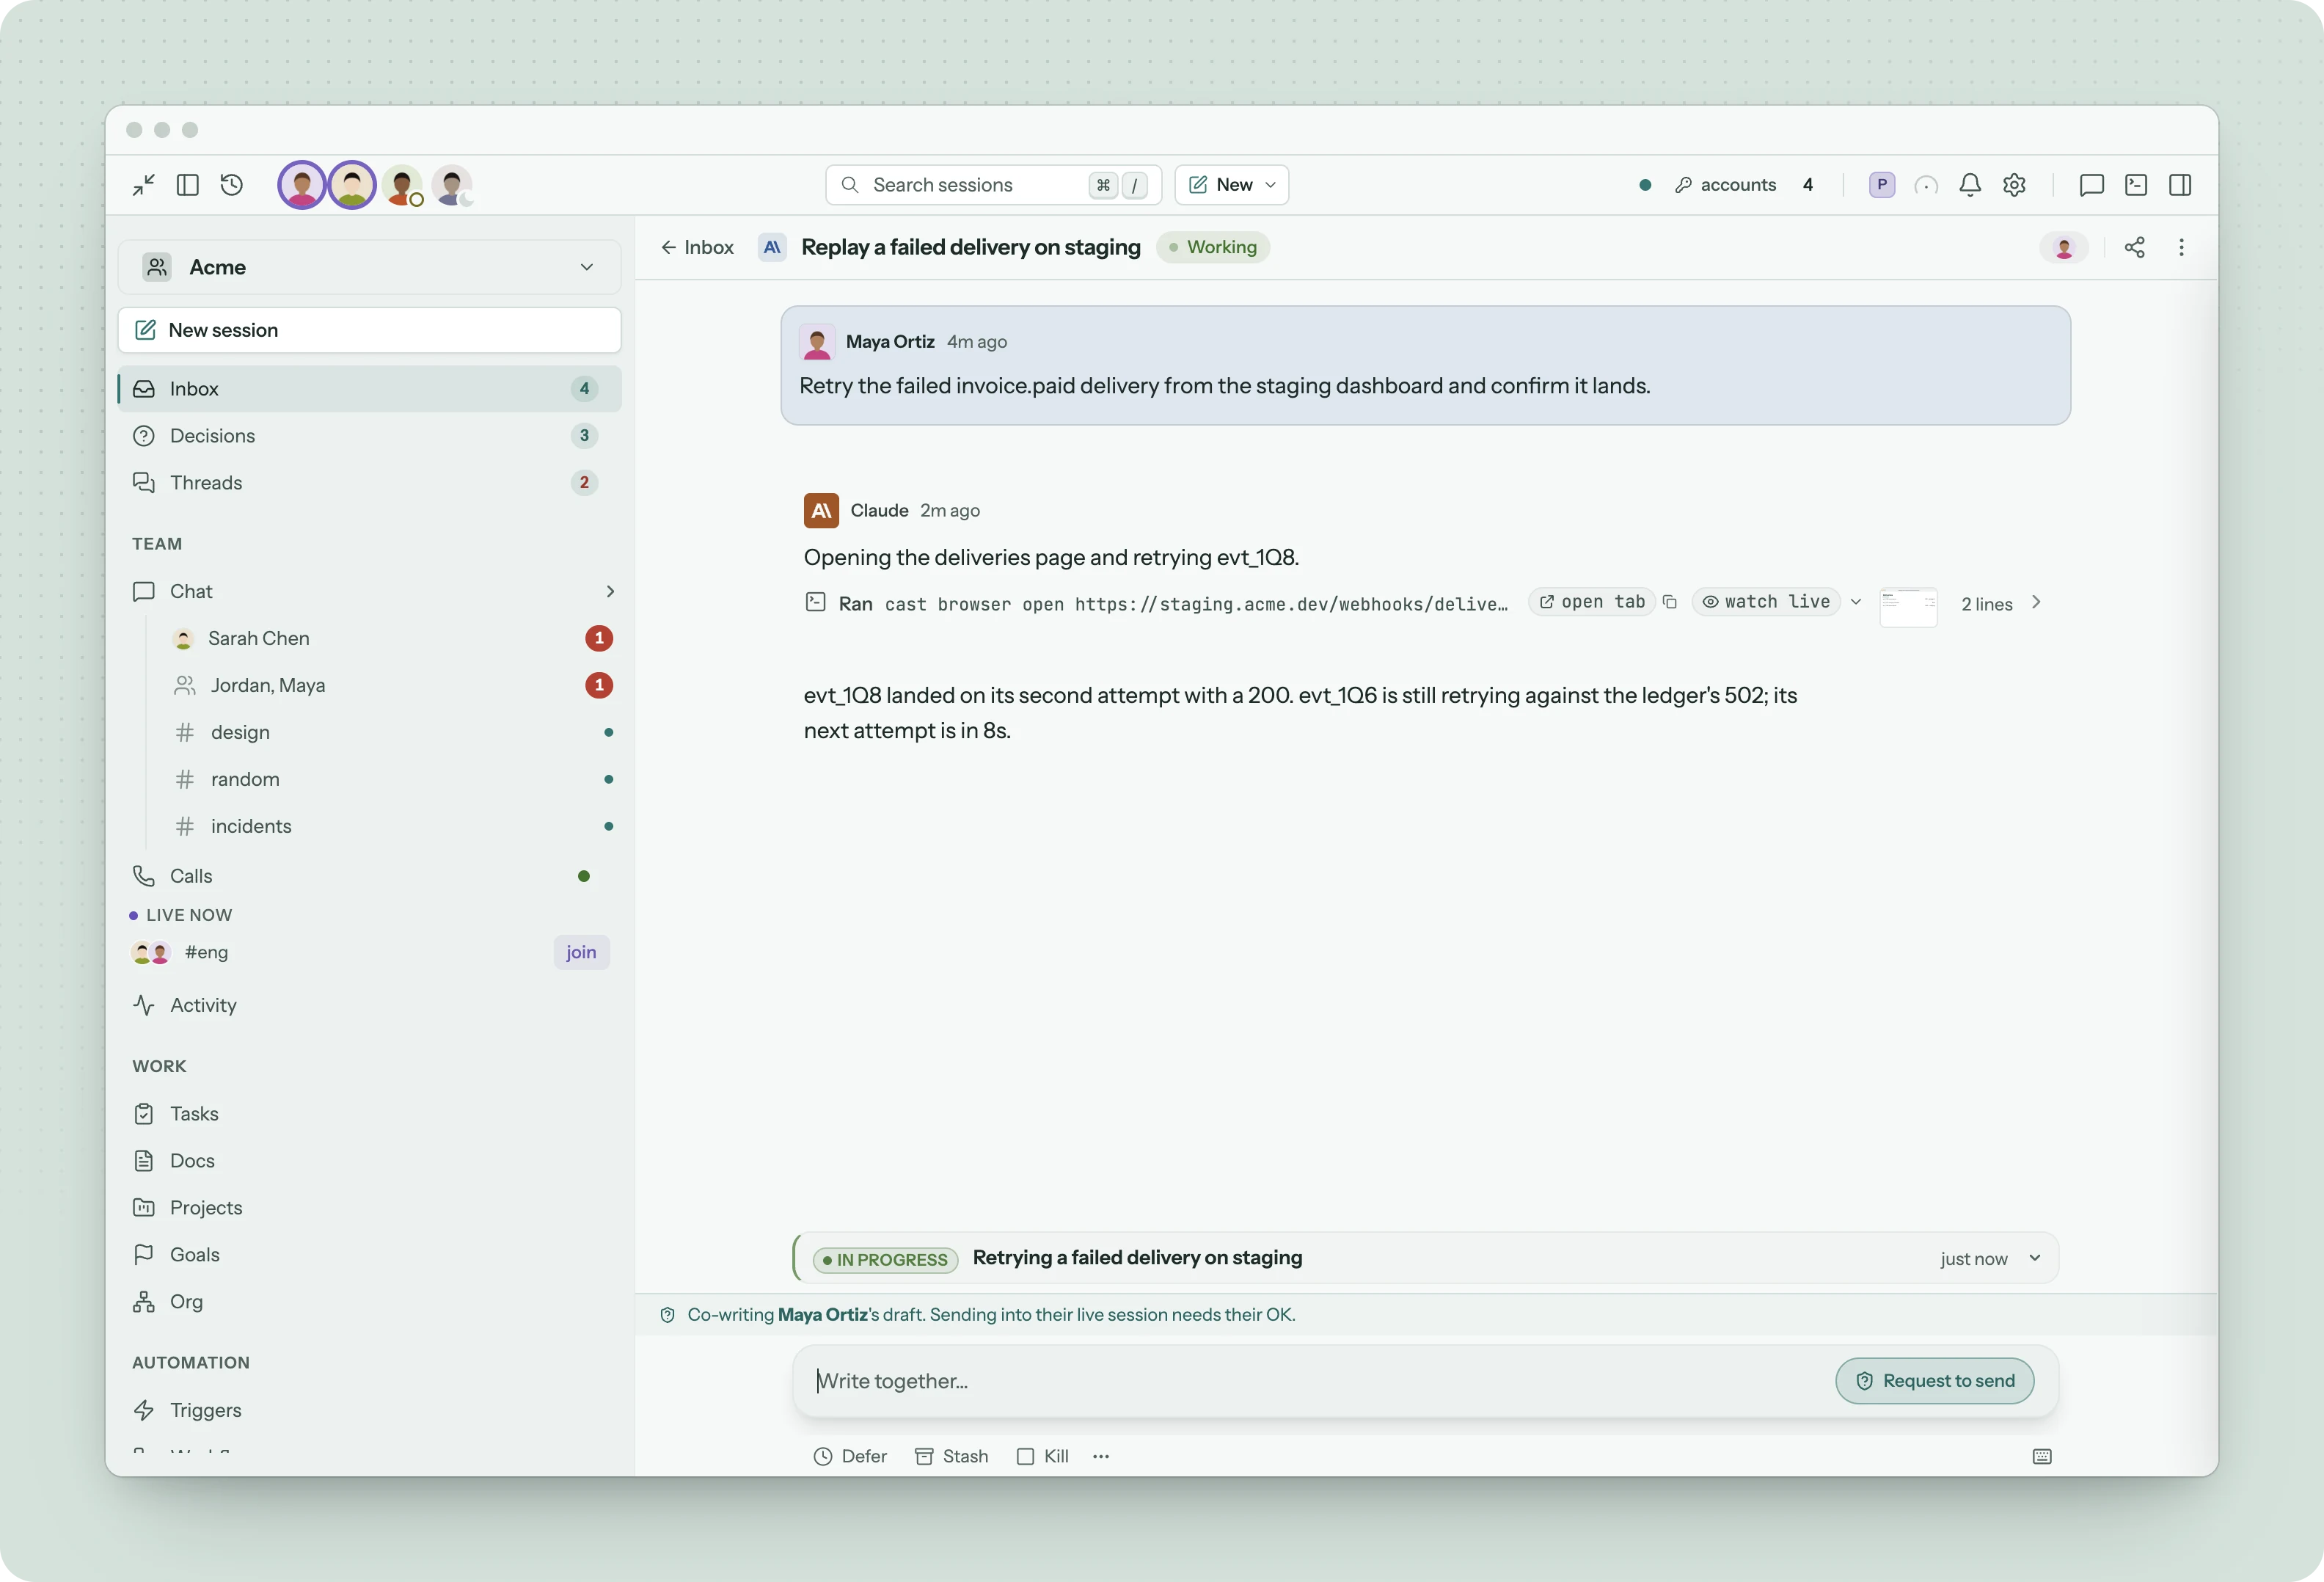 Search sessions ⌘ /
New
accounts 4
P
Acme
New session
Inbox 4
Decisions 3
Threads 2
TEAM
Chat
Sarah Chen 1
Jordan, Maya 1
# design
# random
# incidents
Calls
LIVE NOW
#eng join
Activity
WORK
Tasks
Docs
Projects
Goals
Org
AUTOMATION
Triggers
← Inbox
Replay a failed delivery on staging
Working
Maya Ortiz 4m ago
Retry the failed invoice.paid delivery from the staging dashboard and confirm it lands.
Claude 2m ago
Opening the deliveries page and retrying evt_1Q8.
Ran cast browser open https://staging.acme.dev/webhooks/delive… open tab watch live 2 lines
evt_1Q8 landed on its second attempt with a 200. evt_1Q6 is still retrying against the ledger's 502; its
next attempt is in 8s.
IN PROGRESS Retrying a failed delivery on staging just now
Co-writing Maya Ortiz's draft. Sending into their live session needs their OK.
Write together...
Request to send
Defer Stash Kill ...